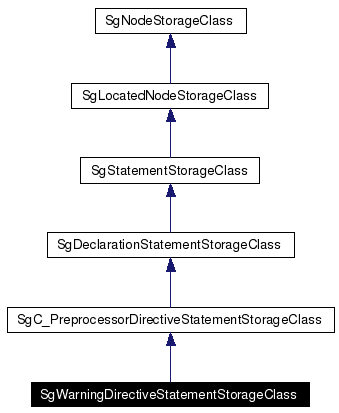 SgNodeStorageClass
SgLocatedNodeStorageClass
SgStatementStorageClass
SgDeclarationStatementStorageClass
SgC_PreprocessorDirectiveStatementStorageClass
SgWarningDirectiveStatementStorageClass